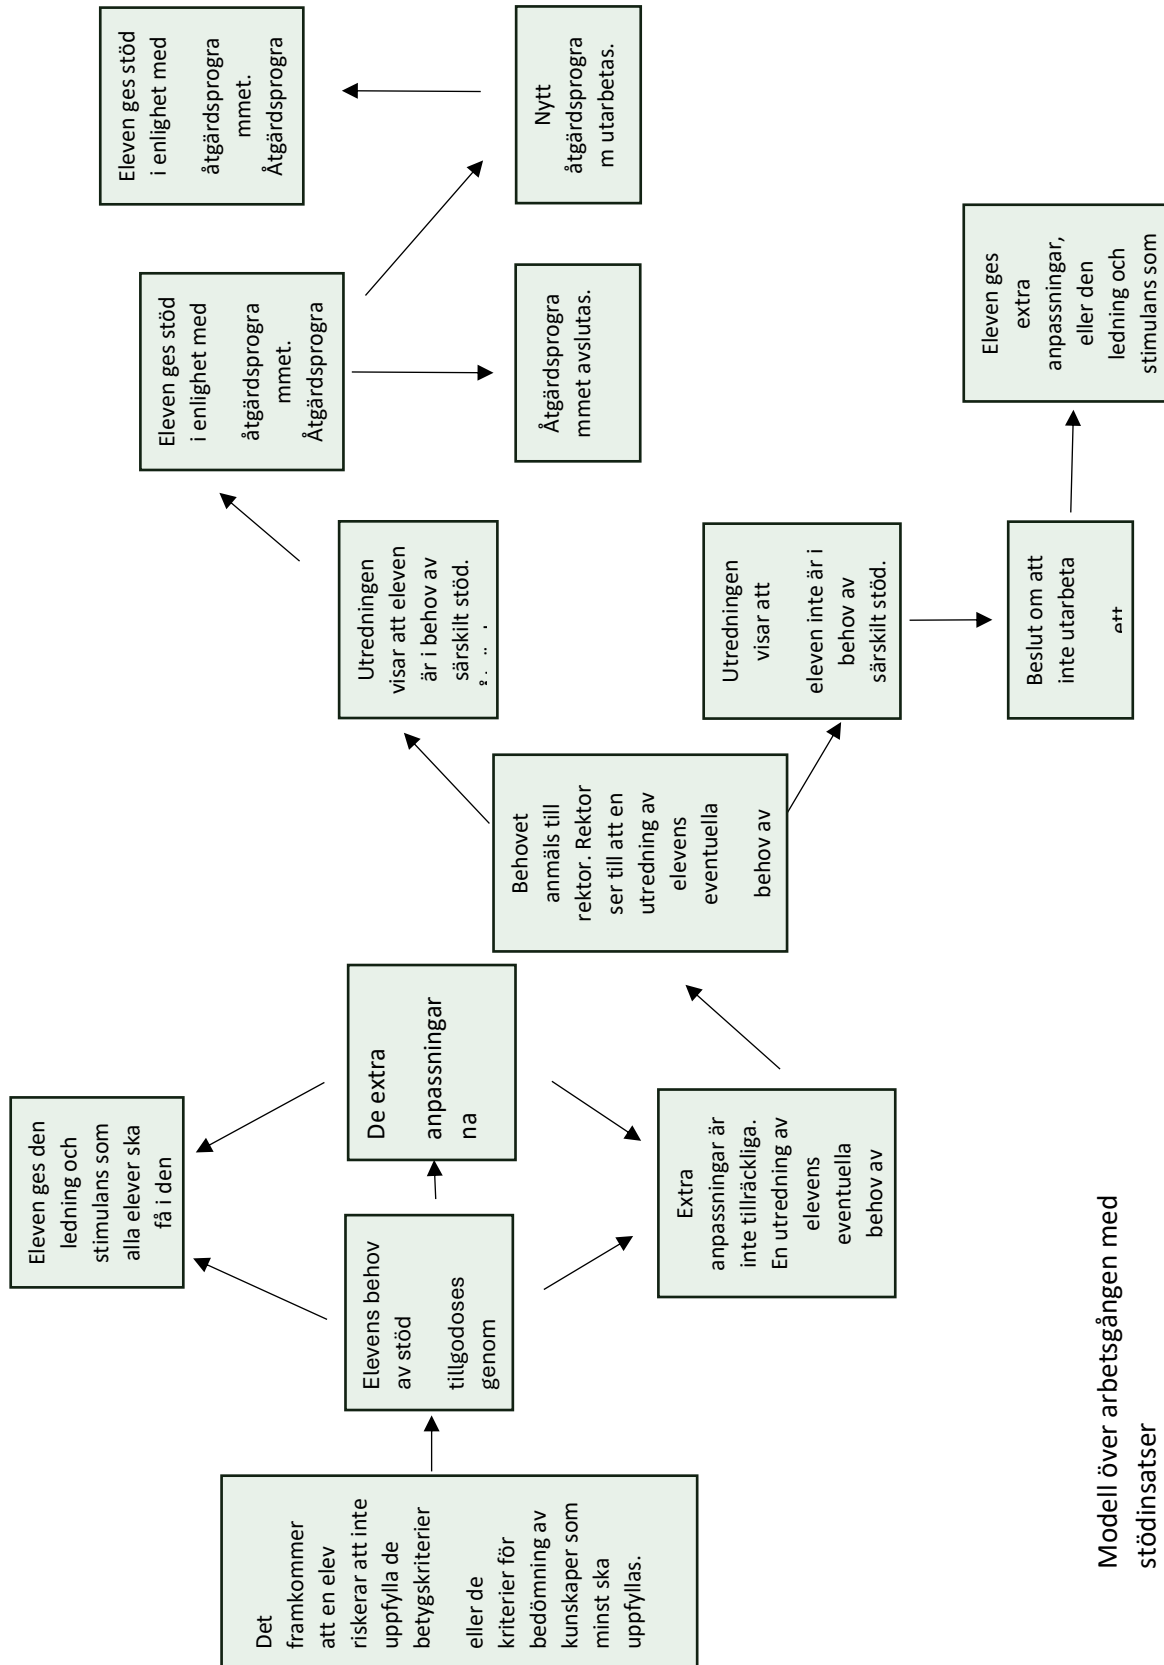 Det
framkommer
att en elev
riskerar att inte
uppfylla de
betygskriterier
eller de
kriterier för
bedömning av
kunskaper som
minst ska
uppfyllas.
Elevens behov
av stöd
tillgodoses
genom
Eleven ges den
ledning och
stimulans som
alla elever ska
få i den
De extra
anpassningar
na
Extra
anpassningar är
inte tillräckliga.
En utredning av
elevens
eventuella
behov av
Behovet
anmäls till
rektor. Rektor
ser till att en
utredning av
elevens
eventuella
behov av
Utredningen
visar att eleven
är i behov av
särskilt stöd.
Utredningen
visar att
eleven inte är i
behov av
särskilt stöd.
Eleven ges stöd
i enlighet med
åtgärdsprogra
mmet.
Åtgärdsprogra
Åtgärdsprogra
mmet avslutas.
Nytt
åtgärdsprogra
m utarbetas.
Eleven ges stöd
i enlighet med
åtgärdsprogra
mmet.
Åtgärdsprogra
Beslut om att
inte utarbeta
ett
Eleven ges
extra
anpassningar,
eller den
ledning och
stimulans som
Modell över arbetsgången med
stödinsatser